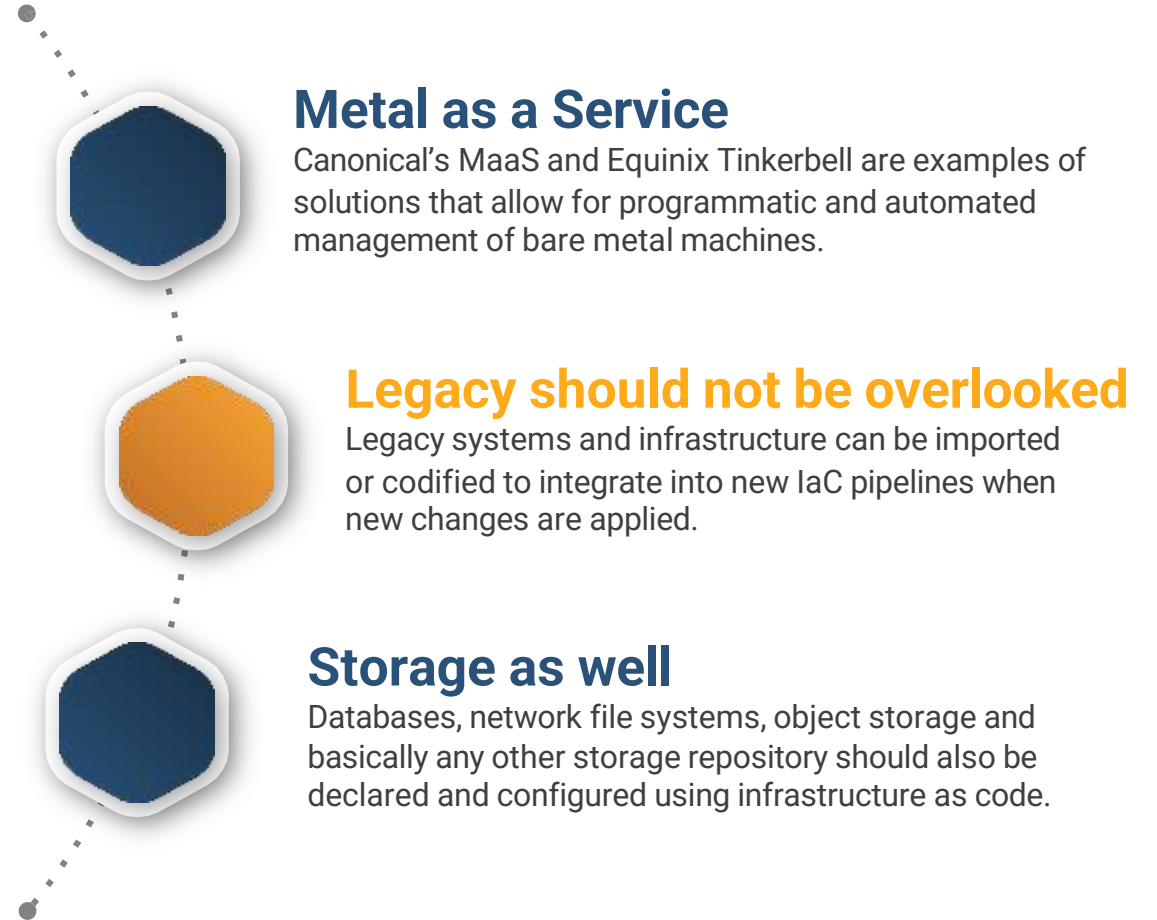 Metal as a Service
Canonical’s MaaS and Equinix Tinkerbell are examples of
solutions that allow for programmatic and automated
management of bare metal machines.
Legacy should not be overlooked
Legacy systems and infrastructure can be imported
or codified to integrate into new IaC pipelines when
new changes are applied.
Storage as well
Databases, network file systems, object storage and
basically any other storage repository should also be
declared and configured using infrastructure as code.